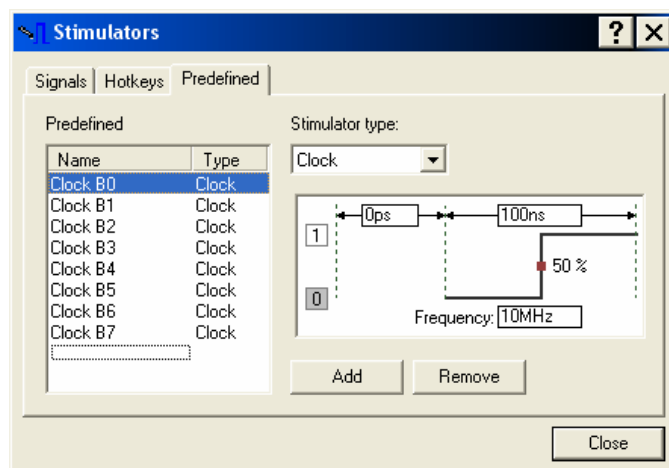 Stimulators
Signals Hotkeys Predefined
Predefined
Name Type
Clock B0 Clock
Clock B1 Clock
Clock B2 Clock
Clock B3 Clock
Clock B4 Clock
Clock B5 Clock
Clock B6 Clock
Clock B7 Clock
Stimulator type:
Clock
0ps 100ns
1
50 %
0
Frequency: 10MHz
Add Remove
Close